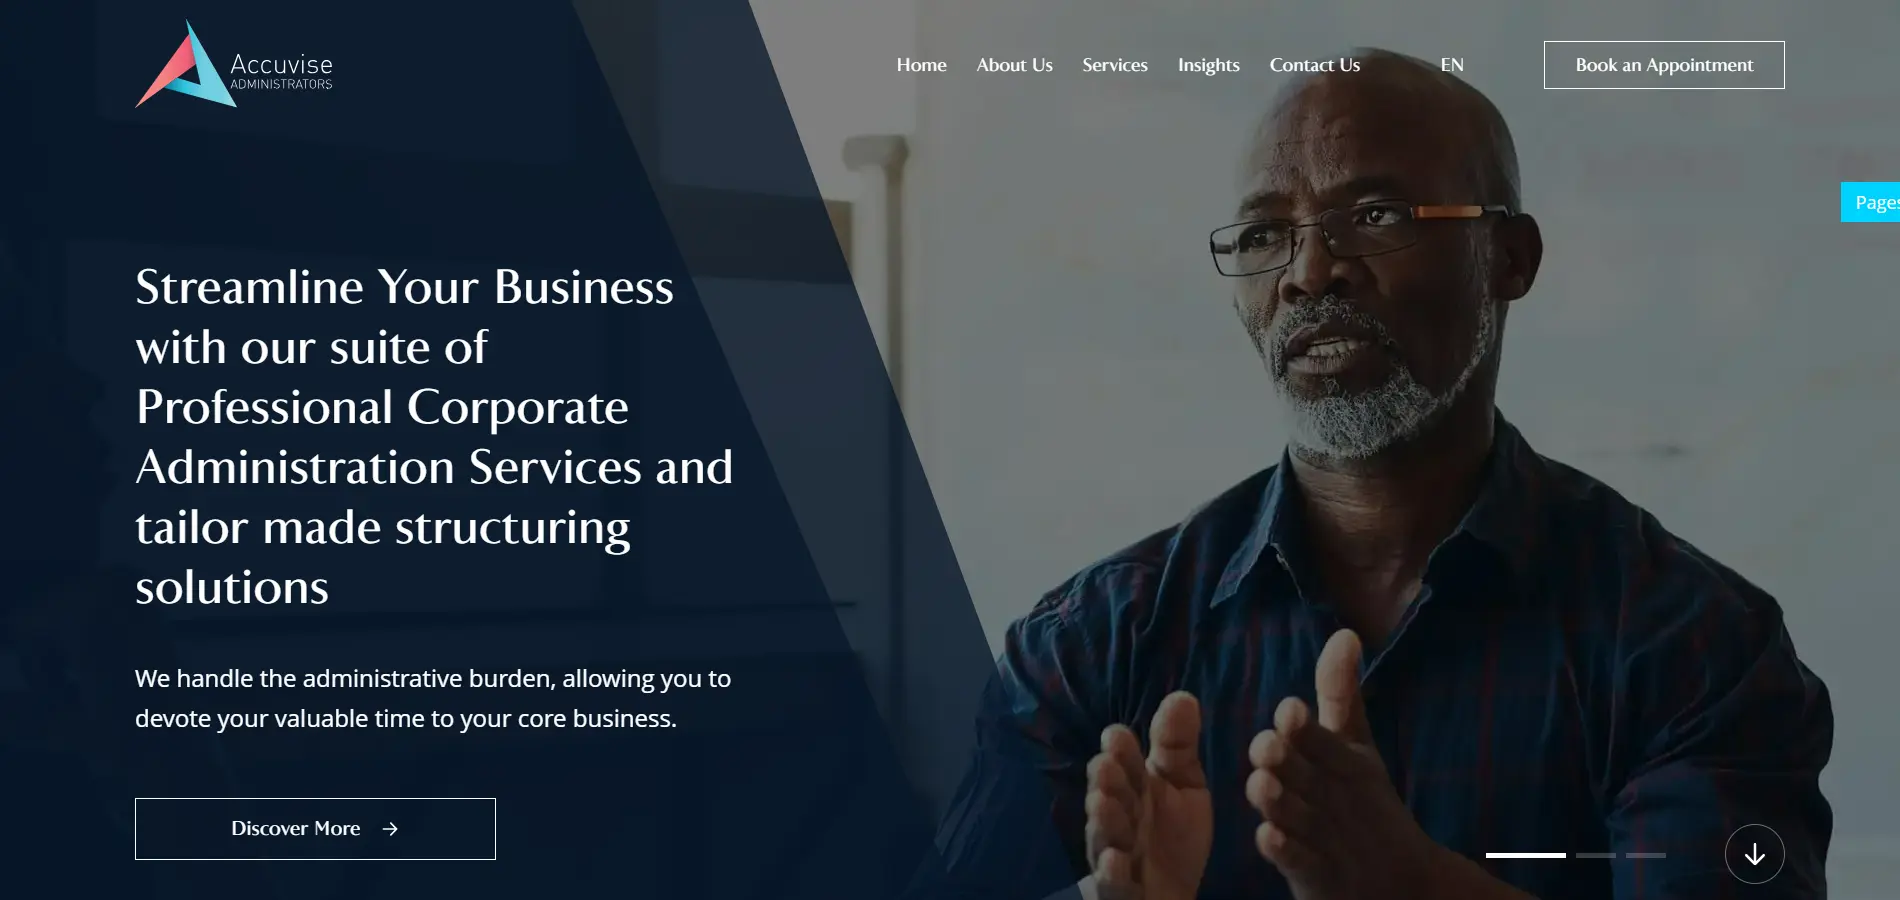 Accuvise
ADMINISTRATORS
Home
About Us
Services
Insights
Contact Us
EN
Book an Appointment
Pages
Streamline Your Business
with our suite of
Professional Corporate
Administration Services and
tailor made structuring
solutions
We handle the administrative burden, allowing you to
devote your valuable time to your core business.
Discover More